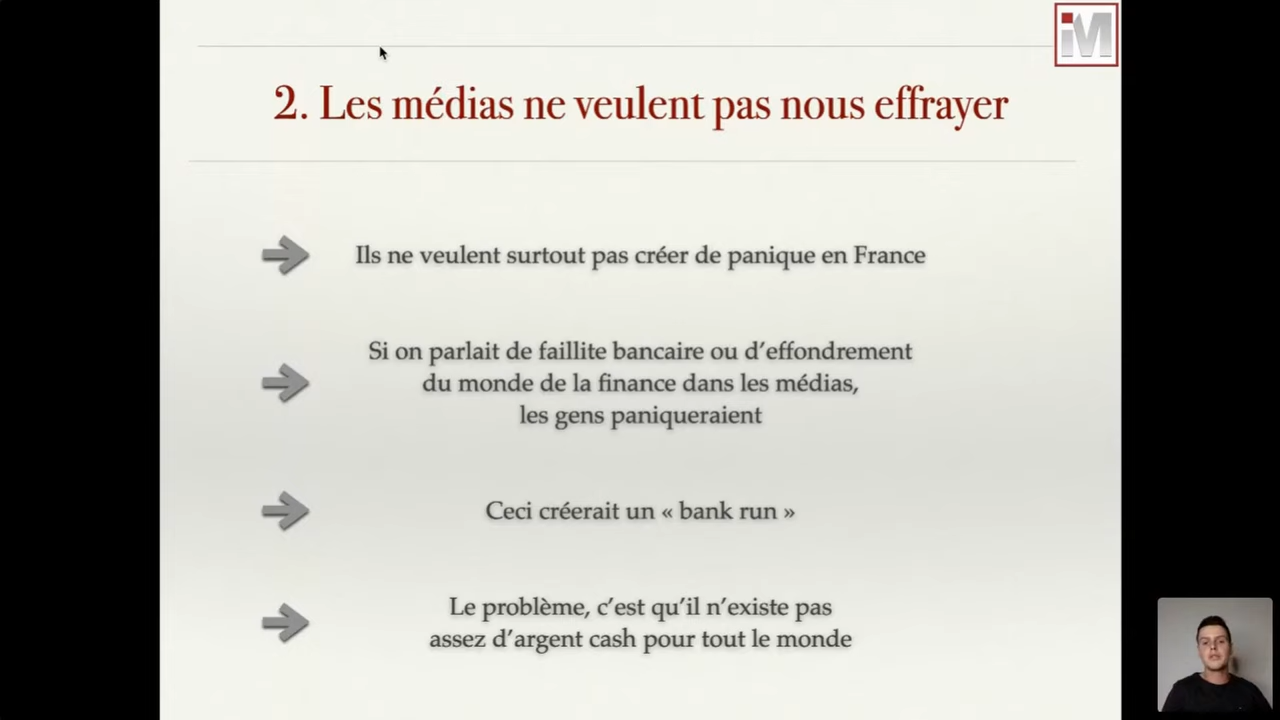 iM
2. Les médias ne veulent pas nous effrayer
Ils ne veulent surtout pas créer de panique en France
Si on parlait de faillite bancaire ou d’effondrement
du monde de la finance dans les médias,
les gens paniqueraient
Ceci créerait un « bank run »
Le problème, c’est qu’il n’existe pas
assez d’argent cash pour tout le monde